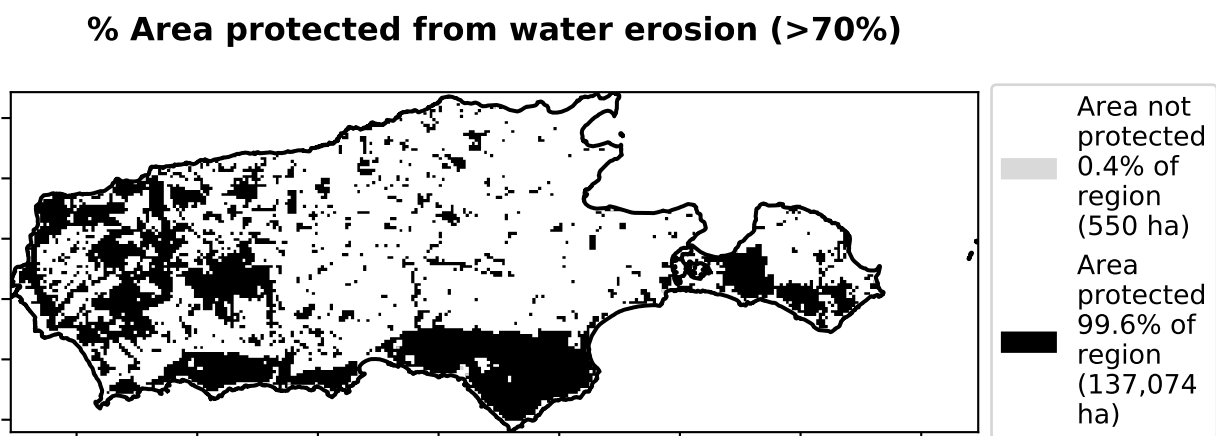 % Area protected from water erosion (>70%)
Area not
protected
0.4% of
region
(550 ha)
Area
protected
99.6% of
region
(137,074
ha)